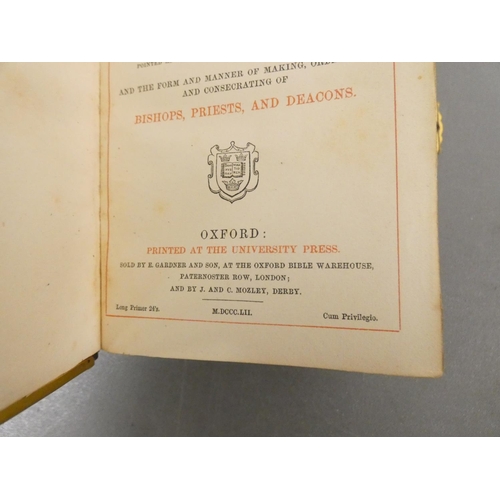 AND THE FORM AND MANNER OF MAKING,
AND CONSECRATING OF
BISHOPS, PRIESTS, AND DEACONS.
OXFORD:
PRINTED AT THE UNIVERSITY PRESS.
SOLD BY E. GARDNER AND SON, AT THE OXFORD BIBLE WAREHOUSE,
PATERNOSTER ROW, LONDON;
AND BY J. AND C. MOZLEY, DERBY.
M.DCCC.LII.
Long Primer 24's.
Cum Privilegio.